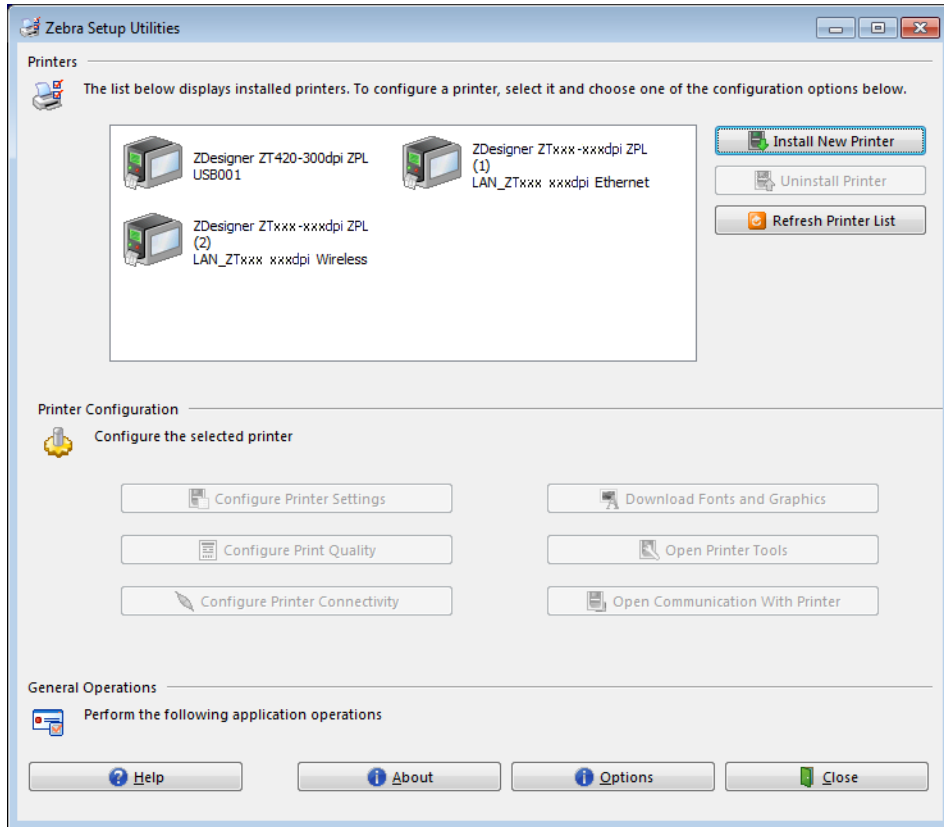 Zebra Setup Utilities
Printers
The list below displays installed printers. To configure a printer, select it and choose one of the configuration options below.
ZDesigner ZT420-300dpi ZPL
USB001
ZDesigner ZTxxx-xxxdpi ZPL
(1)
LAN_ZTxxx xxxdpi Ethernet
ZDesigner ZTxxx-xxxdpi ZPL
(2)
LAN_ZTxxx xxxdpi Wireless
Install New Printer
Uninstall Printer
Refresh Printer List
Printer Configuration
Configure the selected printer
Configure Printer Settings
Download Fonts and Graphics
Configure Print Quality
Open Printer Tools
Configure Printer Connectivity
Open Communication With Printer
General Operations
Perform the following application operations
Help
About
Options
Close